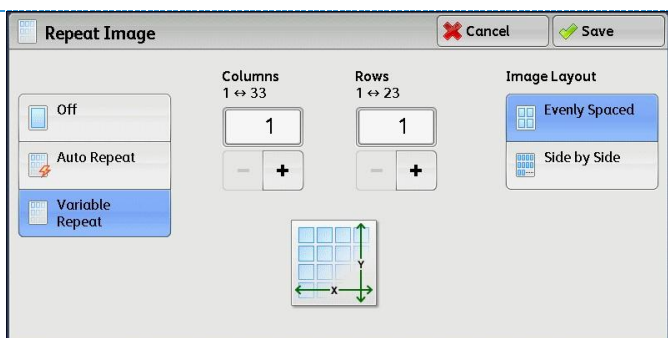 Repeat Image
Cancel
Save
Columns
1 ↔ 33
Rows
1 ↔ 23
Image Layout
Off
Auto Repeat
Variable
Repeat
1
1
− +
− +
Evenly Spaced
Side by Side
Y
X